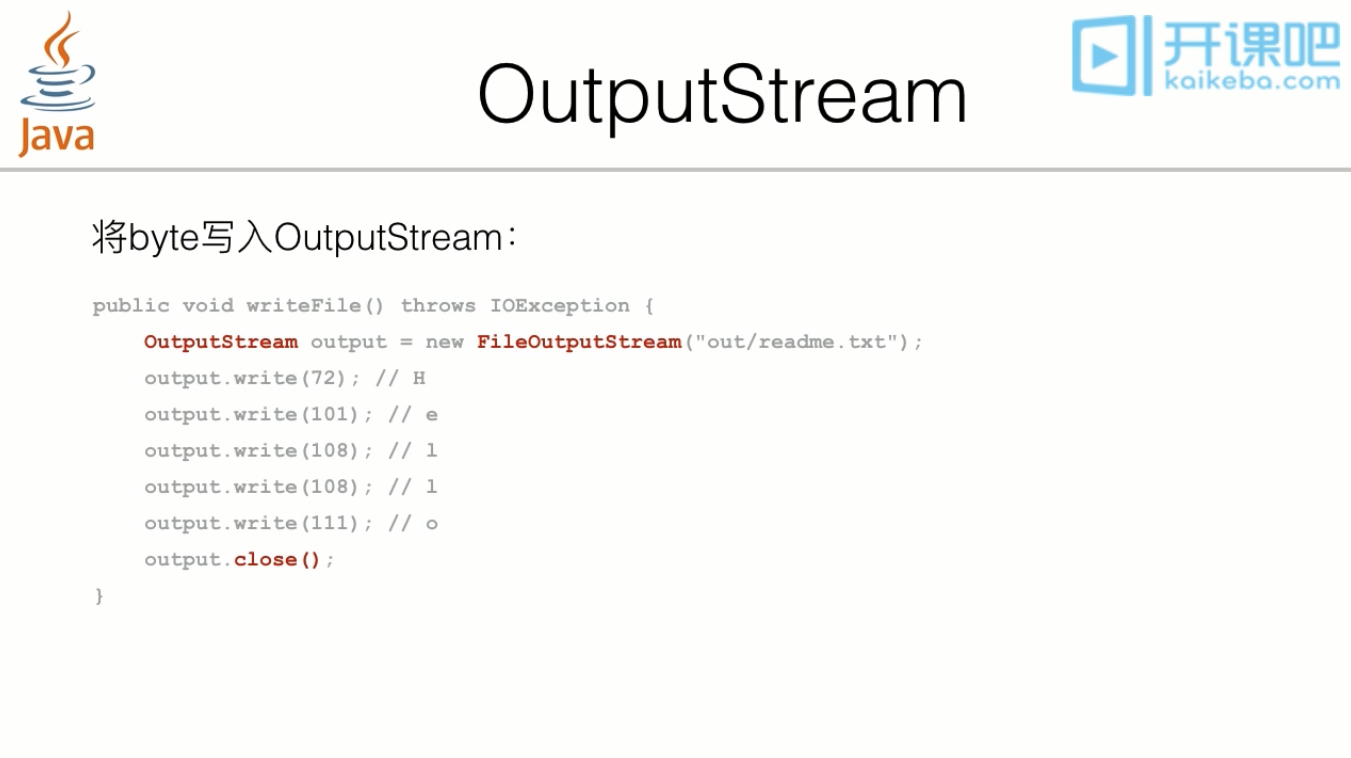 Java
开课吧
kaikeba.com
OutputStream
将byte写入OutputStream：
public void writeFile() throws IOException {
    OutputStream output = new FileOutputStream("out/readme.txt");
    output.write(72); // H
    output.write(101); // e
    output.write(108); // l
    output.write(108); // l
    output.write(111); // o
    output.close();
}